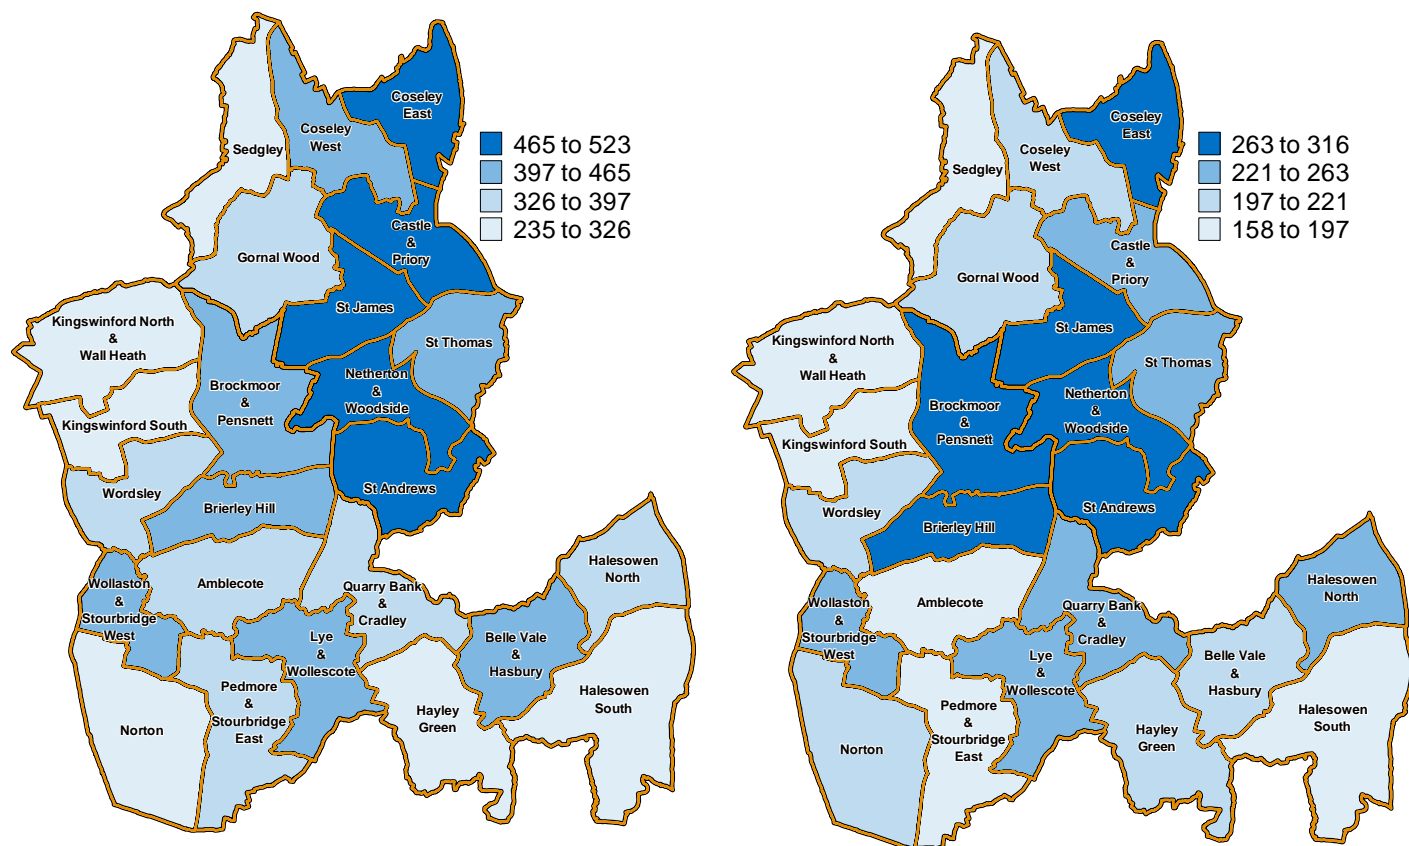 Coseley
East
Coseley
West
Sedgley
465 to 523
397 to 465
326 to 397
235 to 326
Castle
&
Priory
Gornal Wood
St James
Kingswinford North
&
Wall Heath
St Thomas
Netherton
&
Woodside
Brockmoor
&
Pensnett
Kingswinford South
St Andrews
Wordsley
Brierley Hill
Halesowen
North
Wollaston
&
Stourbridge
West
Amblecote
Quarry Bank
&
Cradley
Lye
&
Wollescote
Belle Vale
&
Hasbury
Pedmore
&
Stourbridge
East
Halesowen
South
Hayley
Green
Norton
Coseley
East
Coseley
West
Sedgley
263 to 316
221 to 263
197 to 221
158 to 197
Castle
&
Priory
Gornal Wood
St James
Kingswinford North
&
Wall Heath
St Thomas
Netherton
&
Woodside
Brockmoor
&
Pensnett
Kingswinford South
St Andrews
Wordsley
Brierley Hill
Halesowen
North
Wollaston
&
Stourbridge
West
Amblecote
Quarry Bank
&
Cradley
Lye
&
Wollescote
Belle Vale
&
Hasbury
Pedmore
&
Stourbridge
East
Halesowen
South
Hayley
Green
Norton